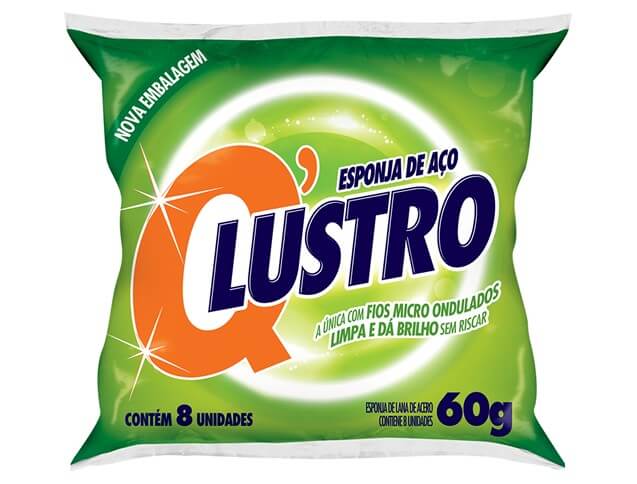 NOVA EMBALAGEM
ESPONJA DE AÇO
Q'LUSTRO
A ÚNICA COM FIOS MICRO ONDULADOS
LIMPA E DÁ BRILHO SEM RISCAR
CONTÉM 8 UNIDADES
ESPONJA DE LANA DE ACERO
CONTIENE 8 UNIDADES
60g